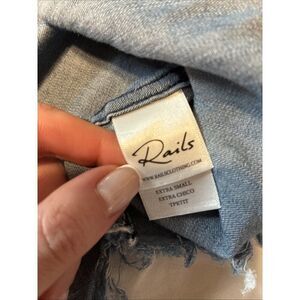 Rails
WWW.RAILSCLOTHING.COM
EXTRA SMALL
EXTRA CHICO
TPETIT